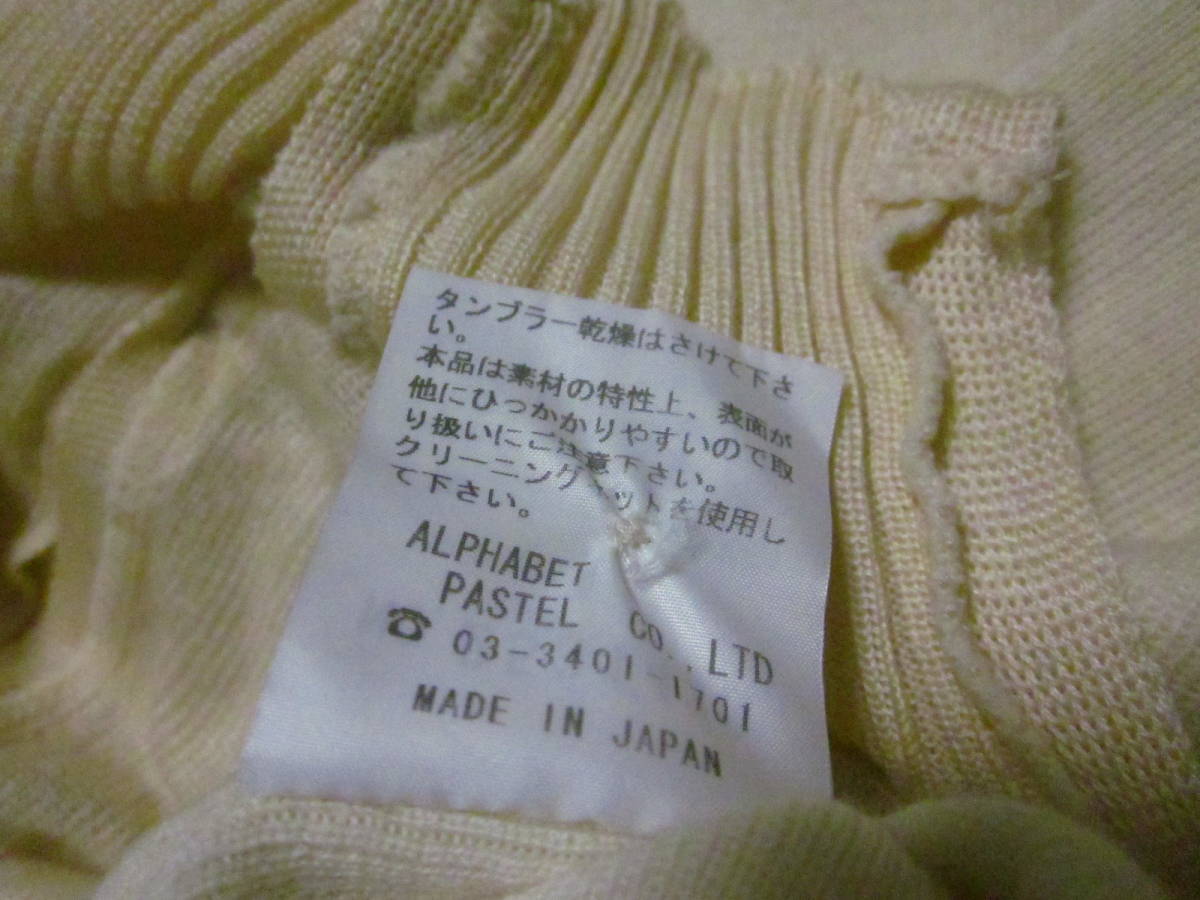 タンブラー乾燥はさけて下さ
い。
本品は素材の特性上、表面が
他にひっかかりやすいので取
り扱いにご注意下さい。
クリーニングネットを使用し
て下さい。
ALPHABET
PASTEL CO.,LTD
☎ 03-3401-1701
MADE IN JAPAN